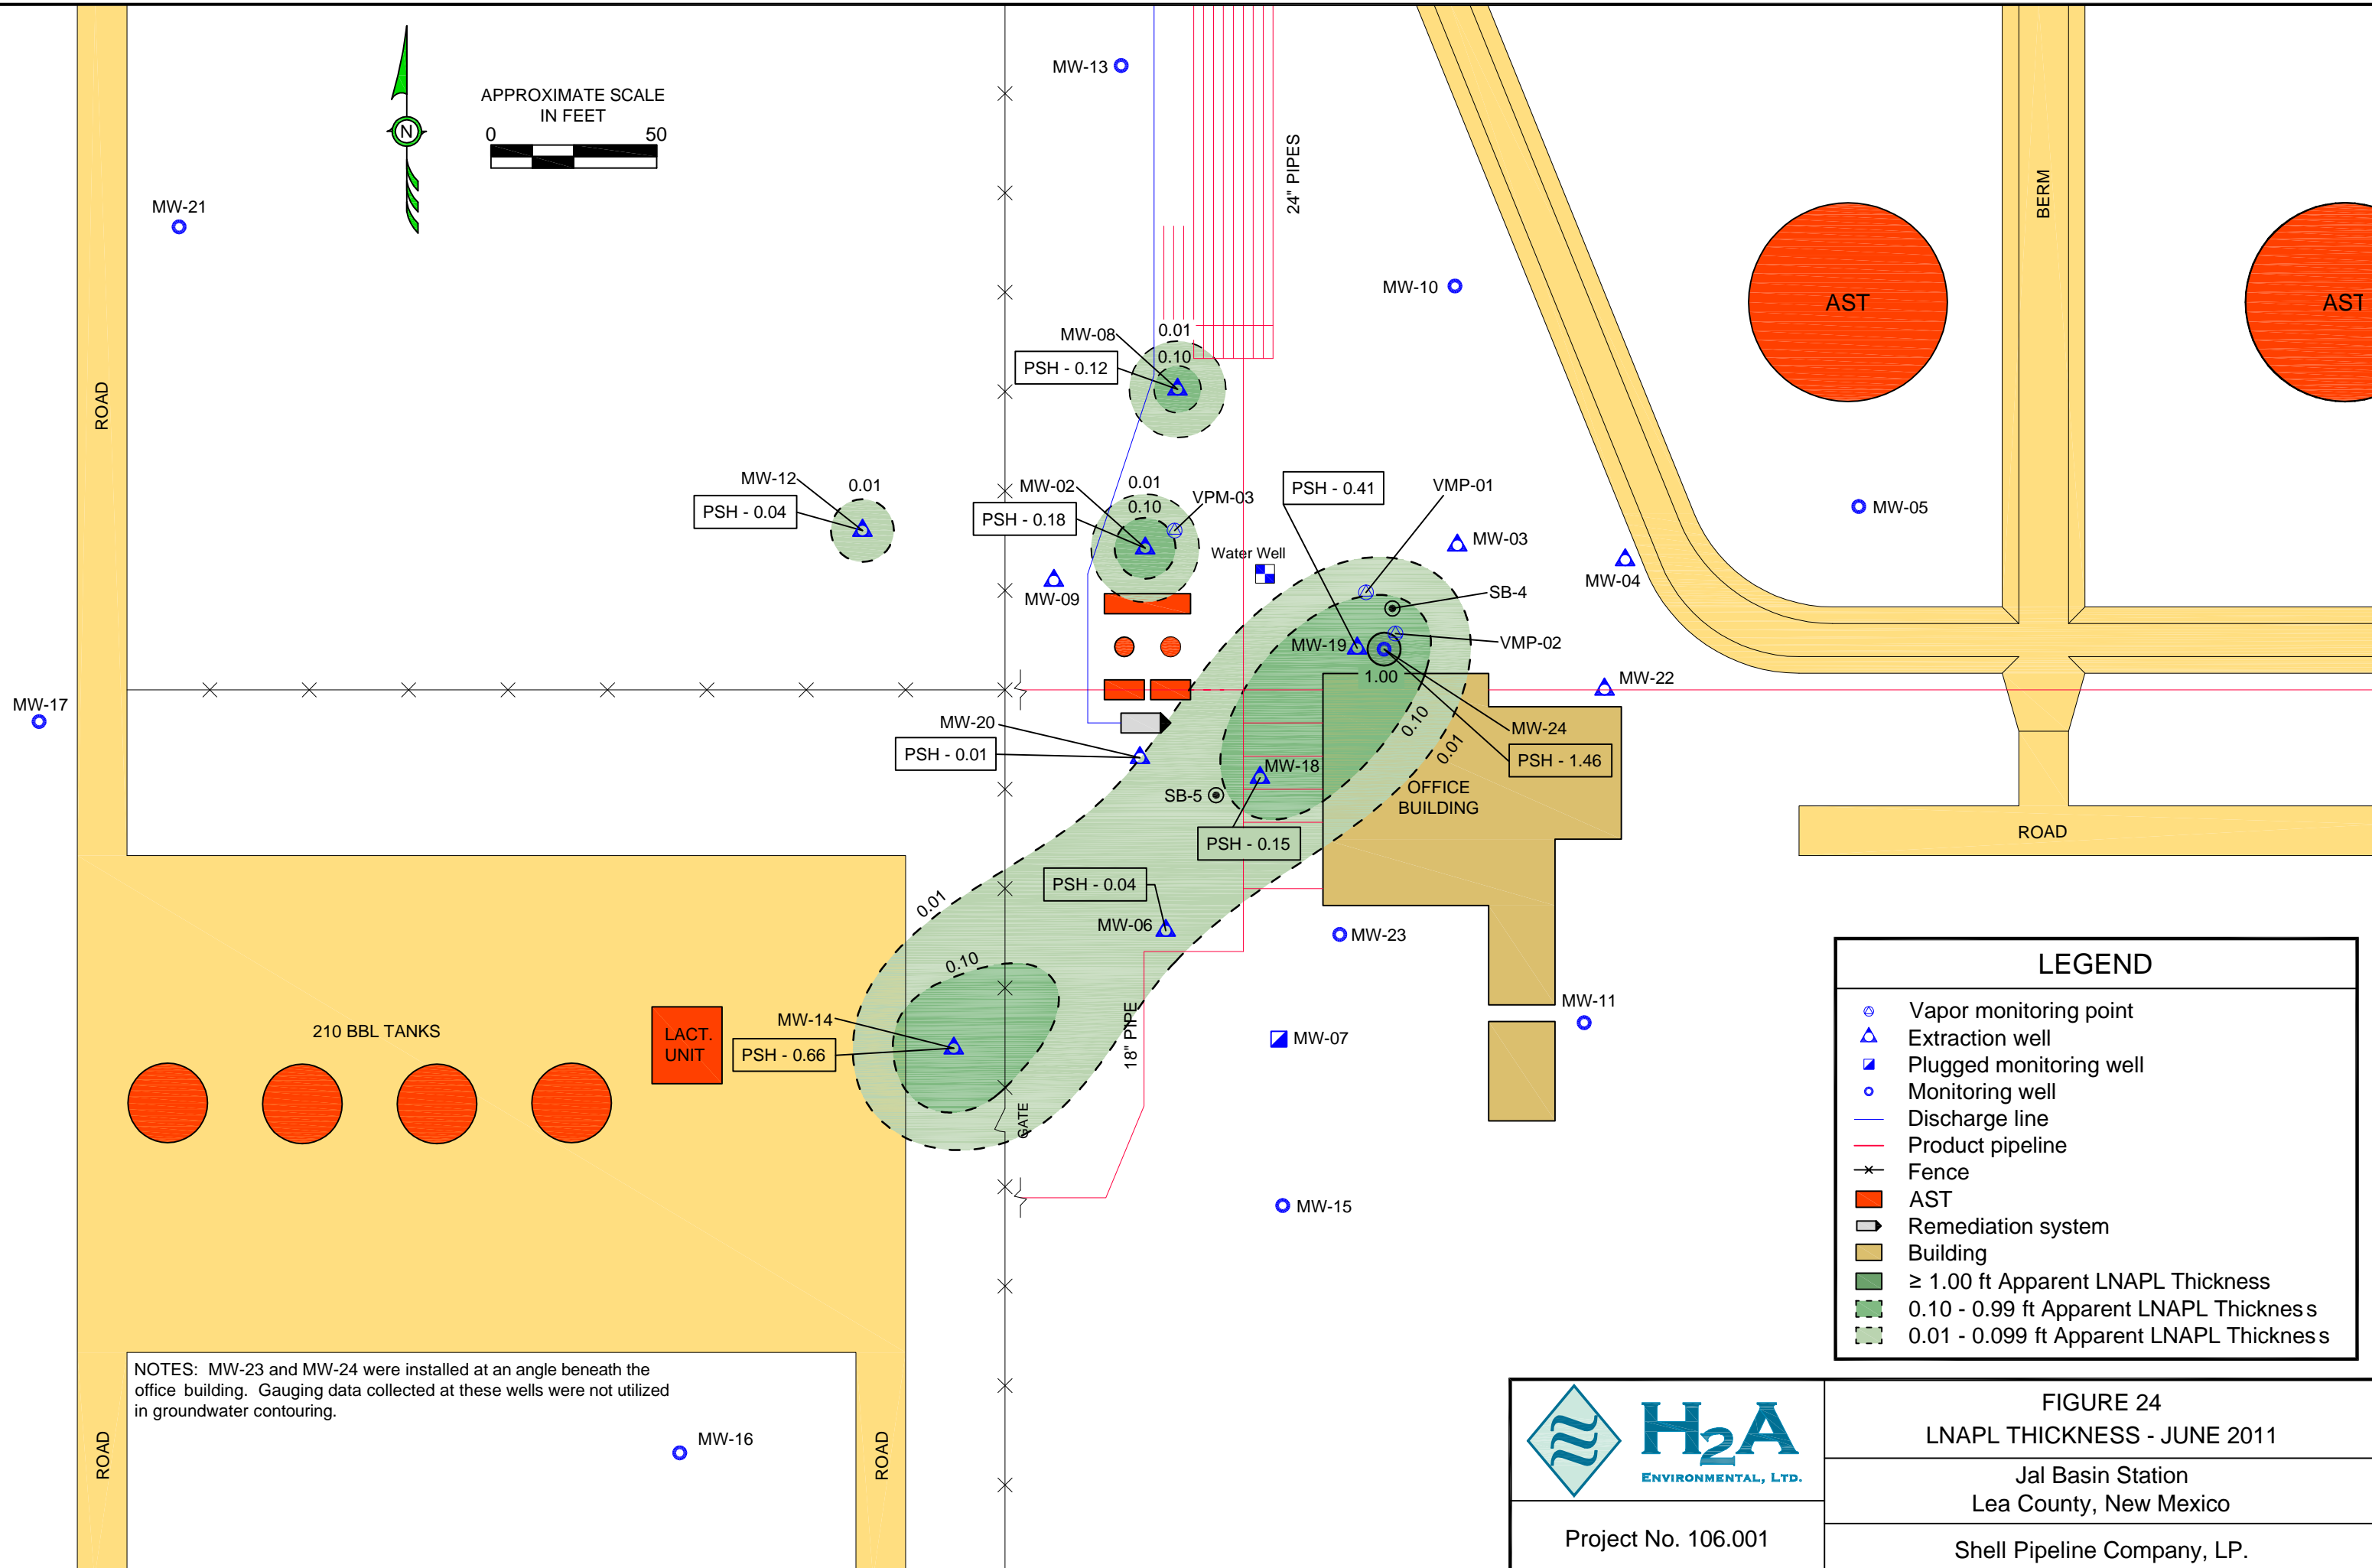 APPROXIMATE SCALE
IN FEET
0 50
N
MW-13
24" PIPES
BERM
MW-21
MW-10
AST
AST
MW-08
0.01
0.10
PSH - 0.12
ROAD
MW-12
0.01
PSH - 0.04
MW-02
0.01
0.10
VPM-03
PSH - 0.18
PSH - 0.41
VMP-01
MW-05
MW-03
Water Well
MW-04
MW-09
SB-4
MW-19
VMP-02
1.00
MW-22
MW-17
MW-20
PSH - 0.01
0.10
0.01
MW-24
PSH - 1.46
MW-18
SB-5
OFFICE
BUILDING
PSH - 0.15
ROAD
PSH - 0.04
0.01
MW-06
MW-23
0.10
MW-14
PSH - 0.66
LACT.
UNIT
210 BBL TANKS
18" PIPE
GATE
MW-07
MW-11
MW-15
LEGEND
Vapor monitoring point
Extraction well
Plugged monitoring well
Monitoring well
Discharge line
Product pipeline
Fence
AST
Remediation system
Building
≥ 1.00 ft Apparent LNAPL Thickness
0.10 - 0.99 ft Apparent LNAPL Thickness
0.01 - 0.099 ft Apparent LNAPL Thickness
NOTES: MW-23 and MW-24 were installed at an angle beneath the
office building. Gauging data collected at these wells were not utilized
in groundwater contouring.
ROAD
MW-16
ROAD
H2A
ENVIRONMENTAL, LTD.
Project No. 106.001
FIGURE 24
LNAPL THICKNESS - JUNE 2011
Jal Basin Station
Lea County, New Mexico
Shell Pipeline Company, LP.